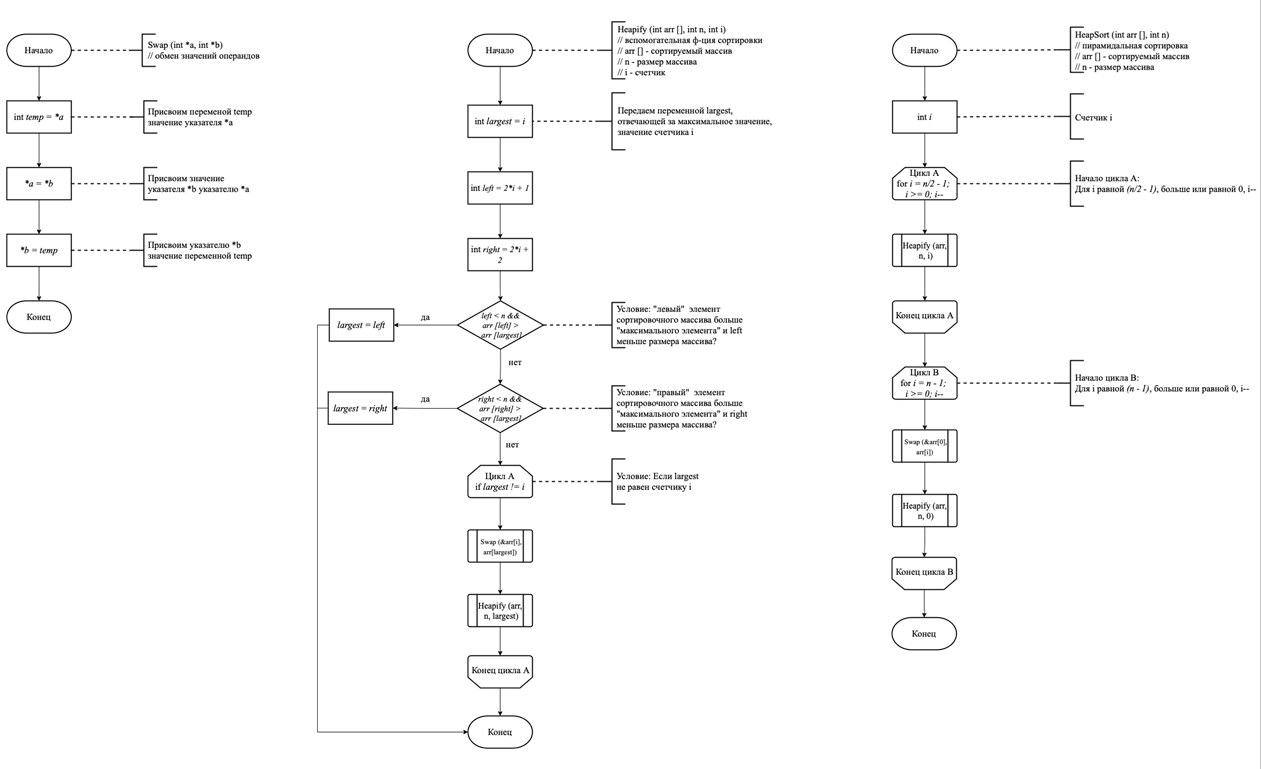 Начало
Swap (int *a, int *b)
// обмен значений операндов
int temp = *a
Присвоим переменой temp
значение указателя *a
*a = *b
Присвоим значение
указателя *b указателю *a
*b = temp
Присвоим указателю *b
значение переменной temp
Конец
Начало
Heapify (int arr [], int n, int i)
// вспомогательная ф-ция сортировки
// arr [] - сортируемый массив
// n - размер массива
// i - счетчик
int largest = i
Передаем переменной largest,
отвечающей за максимальное значение,
значение счетчика i
int left = 2*i + 1
int right = 2*i +
2
left < n &&
arr [left] >
arr [largest]
да
largest = left
Условие: "левый" элемент
сортировочного массива больше
"максимального элемента" и left
меньше размера массива?
нет
right < n &&
arr [right] >
arr [largest]
да
largest = right
Условие: "правый" элемент
сортировочного массива больше
"максимального элемента" и right
меньше размера массива?
нет
Цикл A
if largest != i
Условие: Если largest
не равен счетчику i
Swap (&arr[i],
arr[largest])
Heapify (arr,
n, largest)
Конец цикла A
Конец
Начало
HeapSort (int arr [], int n)
// пирамидальная сортировка
// arr [] - сортируемый массив
// n - размер массива
int i
Счетчик i
Цикл A
for i = n/2 - 1;
i >= 0; i--
Начало цикла A:
Для i равной (n/2 - 1), больше или равной 0, i--
Heapify (arr,
n, i)
Конец цикла A
Цикл B
for i = n - 1;
i >= 0; i--
Начало цикла B:
Для i равной (n - 1), больше или равной 0, i--
Swap (&arr[0],
arr[i])
Heapify (arr,
n, 0)
Конец цикла B
Конец